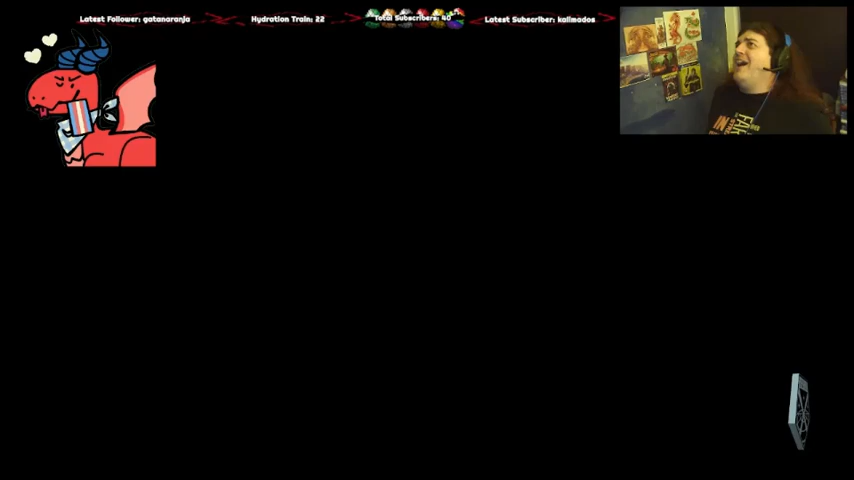 Latest Follower: gatanaranja
Hydration Train: 22
Total Subscribers: 40
Latest Subscriber: kalimados